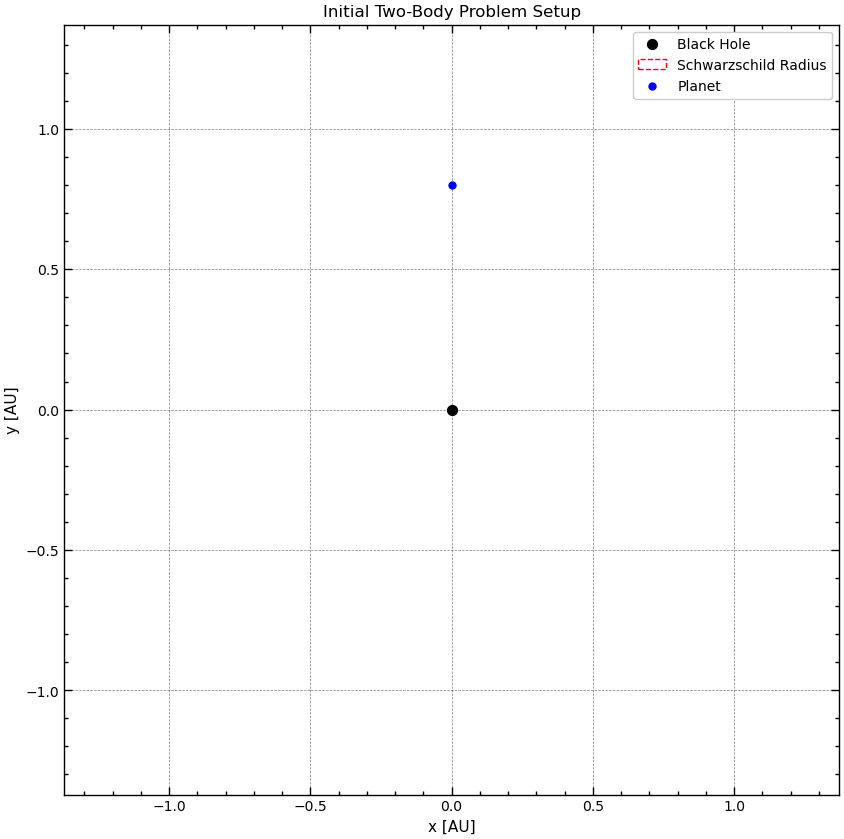 Initial Two-Body Problem Setup
Black Hole
Schwarzschild Radius
Planet
1.0
0.5
0.0
−0.5
−1.0
y [AU]
−1.0 −0.5 0.0 0.5 1.0
x [AU]